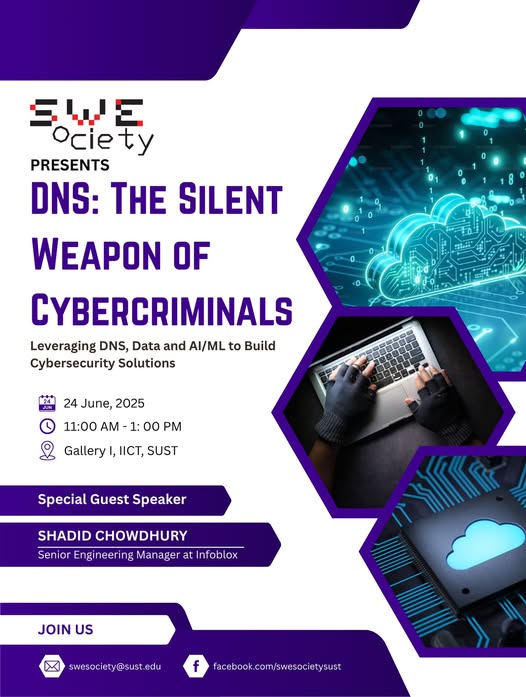 SWE
Society
PRESENTS
DNS: The Silent
Weapon of
Cybercriminals
Leveraging DNS, Data and AI/ML to Build
Cybersecurity Solutions
24
JUN
24 June, 2025
11:00 AM - 1: 00 PM
Gallery I, IICT, SUST
Special Guest Speaker
SHADID CHOWDHURY
Senior Engineering Manager at Infoblox
JOIN US
swesociety@sust.edu
facebook.com/swesocietysust